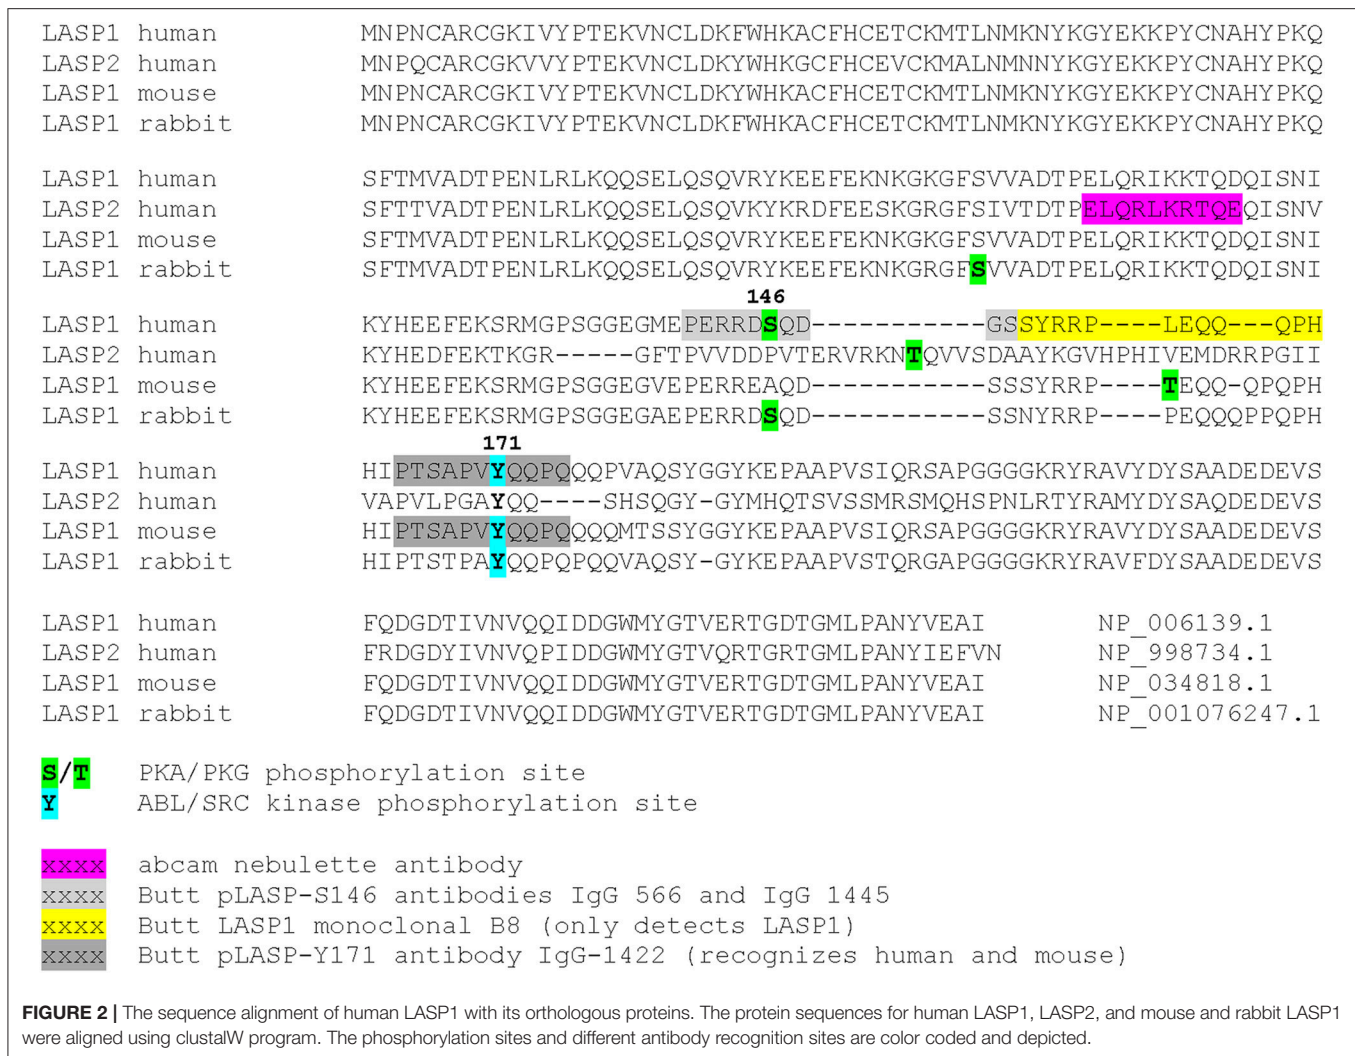 LASP1 human MNPNCARCGKIVYPTEKVNCLDKFWHKACFHCETCKMTLNMKNYKGYEKKPYCNAHYPKQ
LASP2 human MNPQCARCGKVVYPTEKVNCLDKYWHKGCFHCEVCKMALNMNNYKGYEKKPYCNAHYPKQ
LASP1 mouse MNPNCARCGKIVYPTEKVNCLDKYWHKACFHCETCKMTLNMKNYKGYEKKPYCNAHYPKQ
LASP1 rabbit MNPNCARCGKIVYPTEKVNCLDKFWHKACFHCETCKMTLNMKNYKGYEKKPYCNAHYPKQ
LASP1 human SFTMVADTPENLRLKQQSELQSQVRYKEEFEKNKGKGFSVVADTPELQRIKKTQDQISNI
LASP2 human SFTTVADTPENLRLKQQSELQSQVKYKRDFEESKGRGFSIVTDTPELQRLKRTQEQISNV
LASP1 mouse SFTMVADTPENLRLKQQSELQSQVRYKEEFEKNKGKGFSVVADTPELQRIKKTQDQISNI
LASP1 rabbit SFTMVADTPENLRLKQQSELQSQVRYKEEFEKNKGRGFSVVADTPELQRIKKTQDQISNI
146
LASP1 human KYHEEFEKSRMGPSGGEGMEPERRDSQD-----------GSSYRRP----LEQQ---QPH
LASP2 human KYHEDFEKTKGR-----GFTPVVDDPVTERVRKNTQVVSDAAYKGVHPHIVEMDRRPGII
LASP1 mouse KYHEEFEKSRMGPSGGEGVEPERREAQD-----------SSSYRRP----TEQQ-QPQPH
LASP1 rabbit KYHEEFEKSRMGPSGGEGAEPERRDSQD-----------SSNYRRP----PEQQQPPQPH
171
LASP1 human HIPTSAPVYQQPQQQPVAQSYGGYKEPAAPVSIQRSAPGGGGKRYRAVYDYSAADEDEVS
LASP2 human VAPVLPGAYQQ----SHSQGY-GYMHQTSVSSMRSMQHSPNLRTYRAMYDYSAQDEDEVS
LASP1 mouse HIPTSAPVYQQPQQQQMTSSYGGYKEPAAPVSIQRSAPGGGGKRYRAVYDYSAADEDEVS
LASP1 rabbit HIPTSTPAYQQPQPQQVAQSY-GYKEPAAPVSTQRGAPGGGGKRYRAVFDYSAADEDEVS
LASP1 human FQDGDTIVNVQQIDDGWMYGTVERTGDTGMLPANYVEAI NP_006139.1
LASP2 human FRDGDYIVNVQPIDDGWMYGTVQRTGRTGMLPANYIEFVN NP_998734.1
LASP1 mouse FQDGDTIVNVQQIDDGWMYGTVERTGDTGMLPANYVEAI NP_034818.1
LASP1 rabbit FQDGDTIVNVQQIDDGWMYGTVERTGDTGMLPANYVEAI NP_001076247.1
S/T PKA/PKG phosphorylation site
Y ABL/SRC kinase phosphorylation site
xxxx abcam nebulette antibody
xxxx Butt pLASP-S146 antibodies IgG 566 and IgG 1445
xxxx Butt LASP1 monoclonal B8 (only detects LASP1)
xxxx Butt pLASP-Y171 antibody IgG-1422 (recognizes human and mouse)
FIGURE 2 | The sequence alignment of human LASP1 with its orthologous proteins. The protein sequences for human LASP1, LASP2, and mouse and rabbit LASP1
were aligned using clustalW program. The phosphorylation sites and different antibody recognition sites are color coded and depicted.